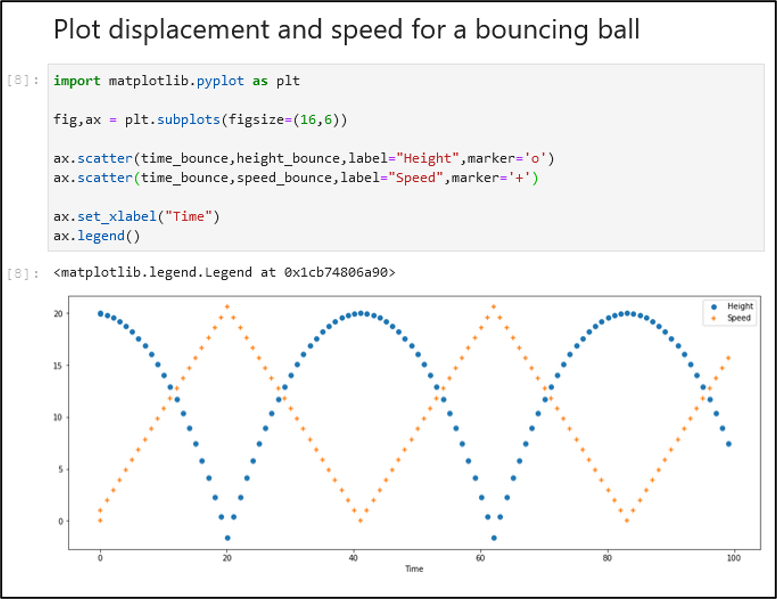 Plot displacement and speed for a bouncing ball
[8]:
import matplotlib.pyplot as plt
fig,ax = plt.subplots(figsize=(16,6))
ax.scatter(time_bounce,height_bounce,label="Height",marker='o')
ax.scatter(time_bounce,speed_bounce,label="Speed",marker='+')
ax.set_xlabel("Time")
ax.legend()
[8]:
<matplotlib.legend.Legend at 0x1cb74806a90>
Height
Speed
20
15
10
5
0
0 20 40 60 80 100
Time